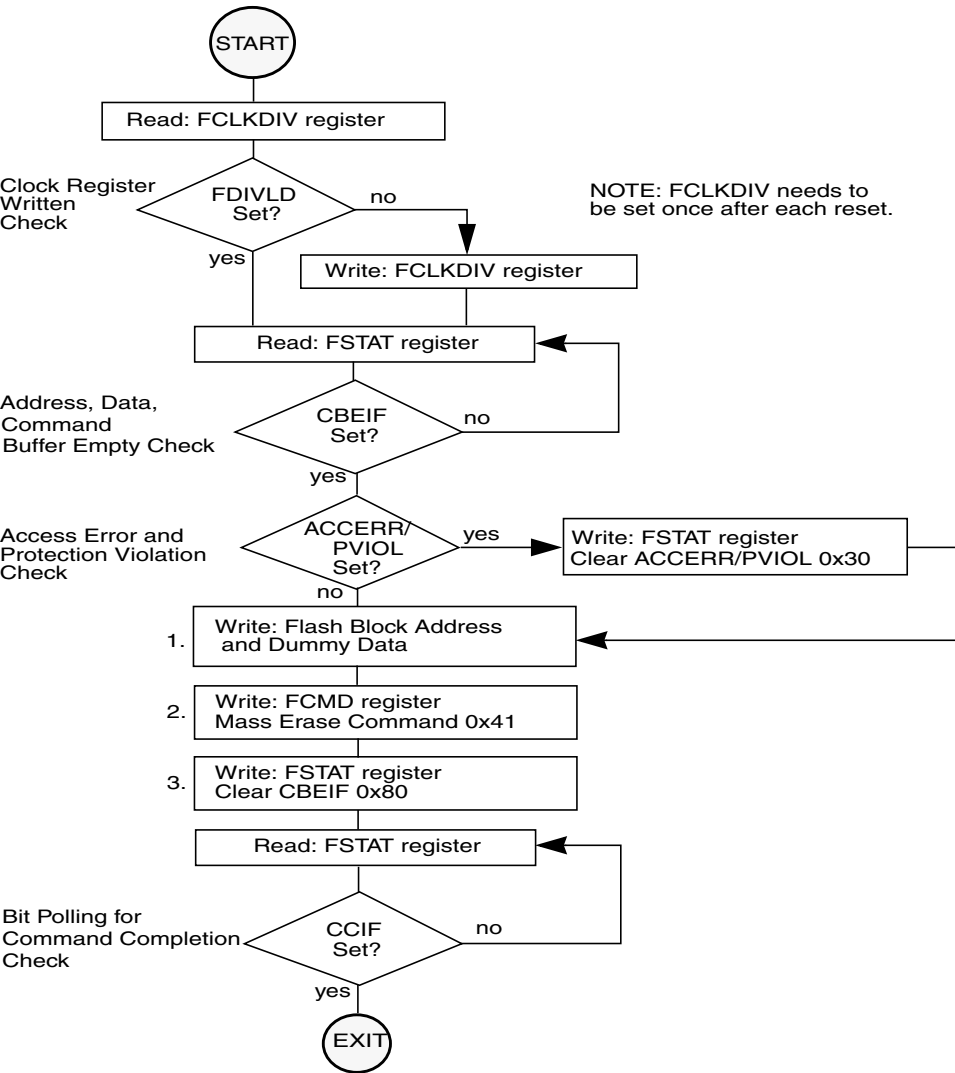 START
Read: FCLKDIV register
Clock Register
Written
Check
FDIVLD
Set?
no
yes
NOTE: FCLKDIV needs to
be set once after each reset.
Write: FCLKDIV register
Read: FSTAT register
Address, Data,
Command
Buffer Empty Check
CBEIF
Set?
no
yes
Access Error and
Protection Violation
Check
ACCERR/
PVIOL
Set?
yes
no
Write: FSTAT register
Clear ACCERR/PVIOL 0x30
1.
Write: Flash Block Address
and Dummy Data
2.
Write: FCMD register
Mass Erase Command 0x41
3.
Write: FSTAT register
Clear CBEIF 0x80
Read: FSTAT register
Bit Polling for
Command Completion
Check
CCIF
Set?
no
yes
EXIT